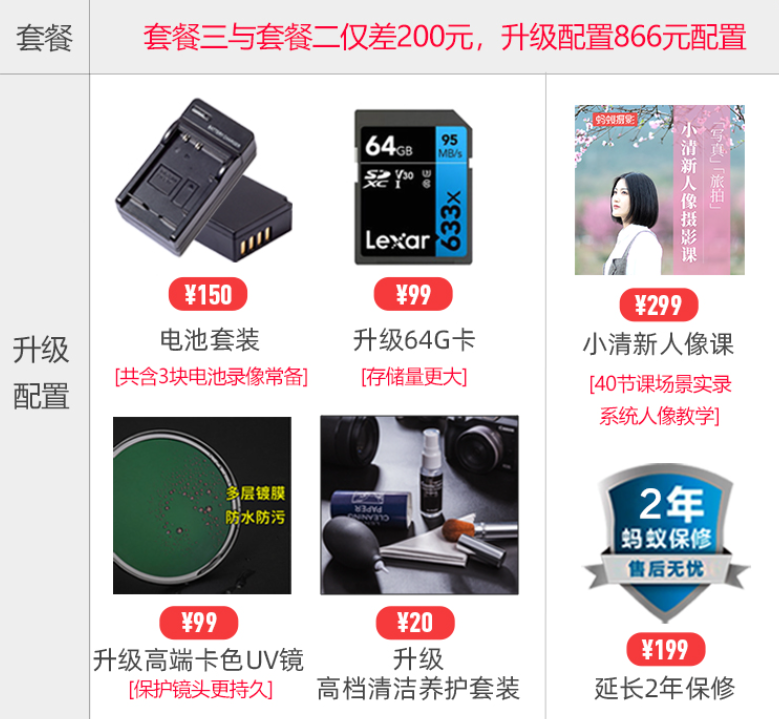 套餐
套餐三与套餐二仅差200元，升级配置866元配置
升级
配置
¥150
电池套装
[共含3块电池录像常备]
64GB
95
MB/s
SDXC
V30
I
U3
Lexar
633x
¥99
升级64G卡
[存储量更大]
蚂蚁摄影
「写真」「旅拍」
小清新人像摄影课
¥299
小清新人像课
[40节课场景实录
系统人像教学]
多层镀膜
防水防污
¥99
升级高端卡色UV镜
[保护镜头更持久]
CLEANING
PAPER
Canon
¥20
升级
高档清洁养护套装
2年
蚂蚁保修
售后无忧
¥199
延长2年保修